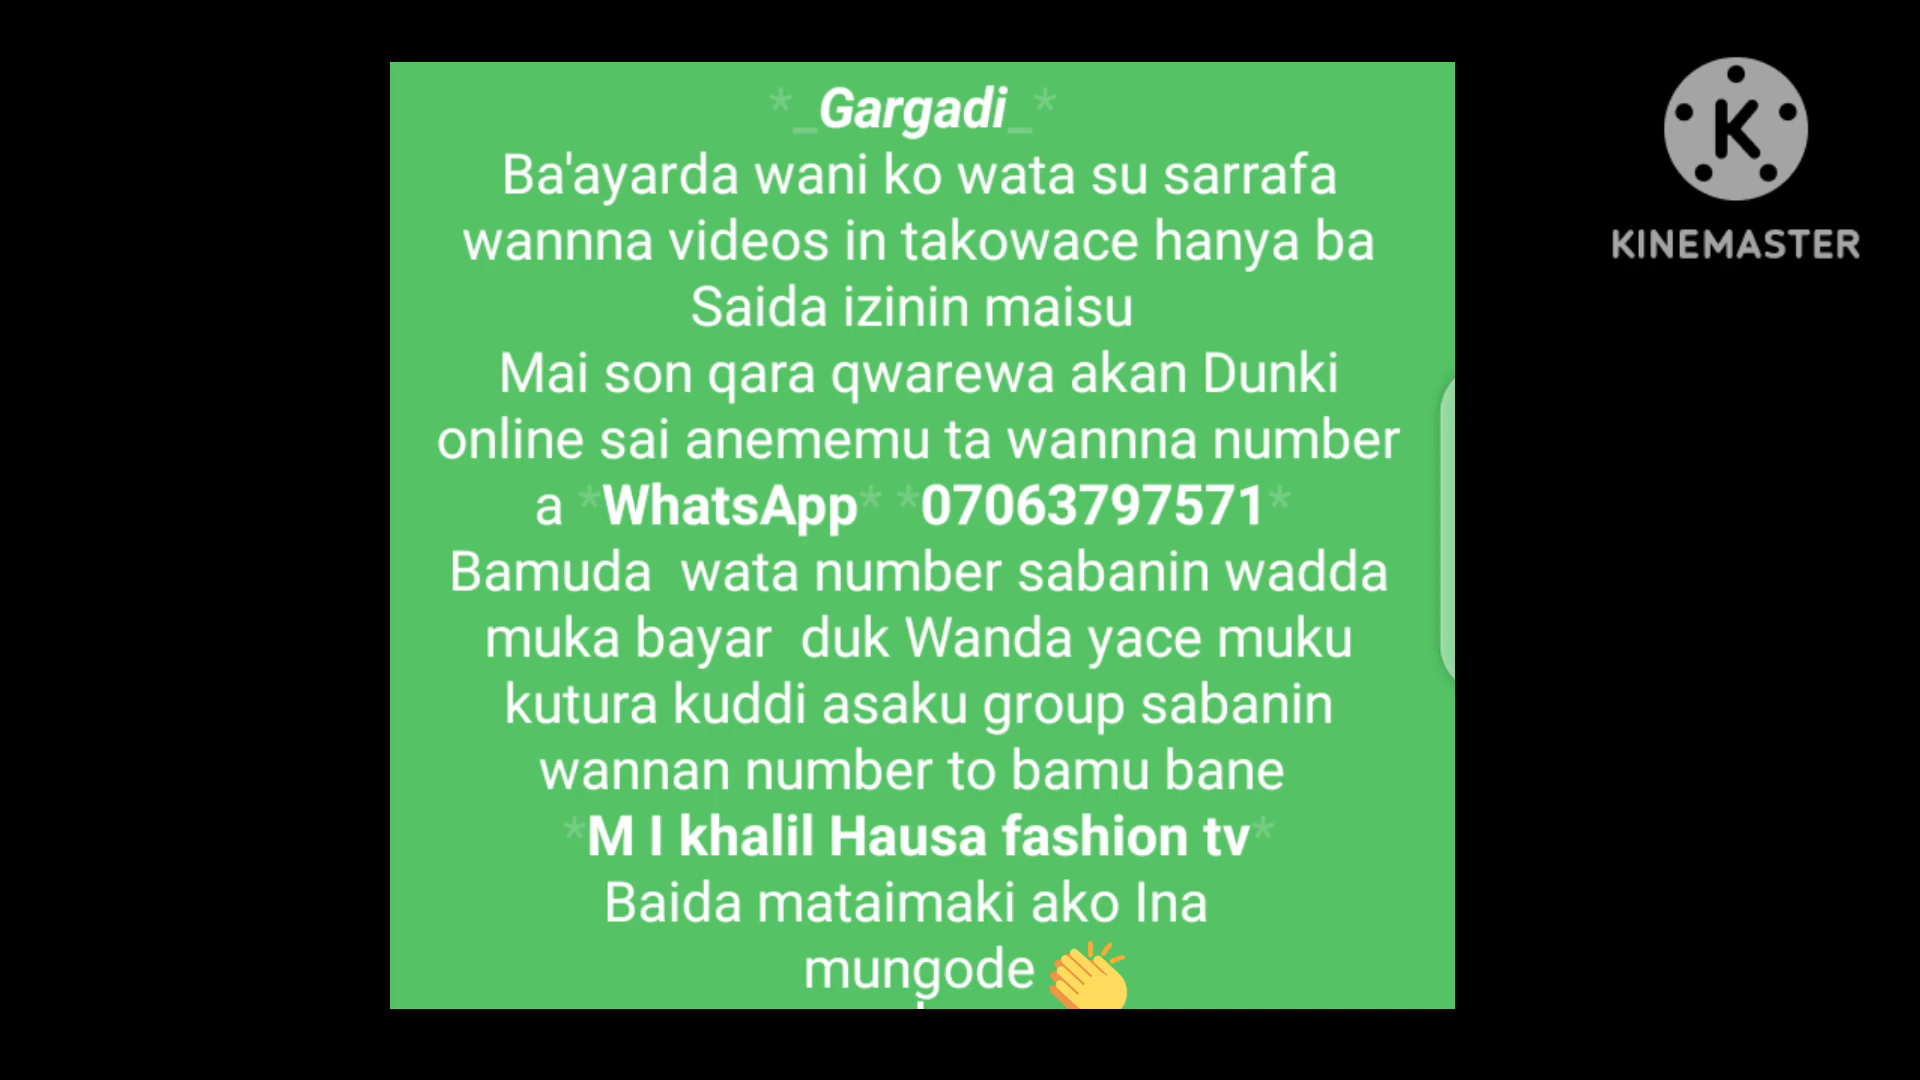 *_Gargadi_*
Ba'ayarda wani ko wata su sarrafa
wannna videos in takowace hanya ba
Saida izinin maisu
Mai son qara qwarewa akan Dunki
online sai anememu ta wannna number
a *WhatsApp* *07063797571*
Bamuda  wata number sabanin wadda
muka bayar  duk Wanda yace muku
kutura kuddi asaku group sabanin
wannan number to bamu bane
*M I khalil Hausa fashion tv*
Baida mataimaki ako Ina
mungode 👏
K
KINEMASTER